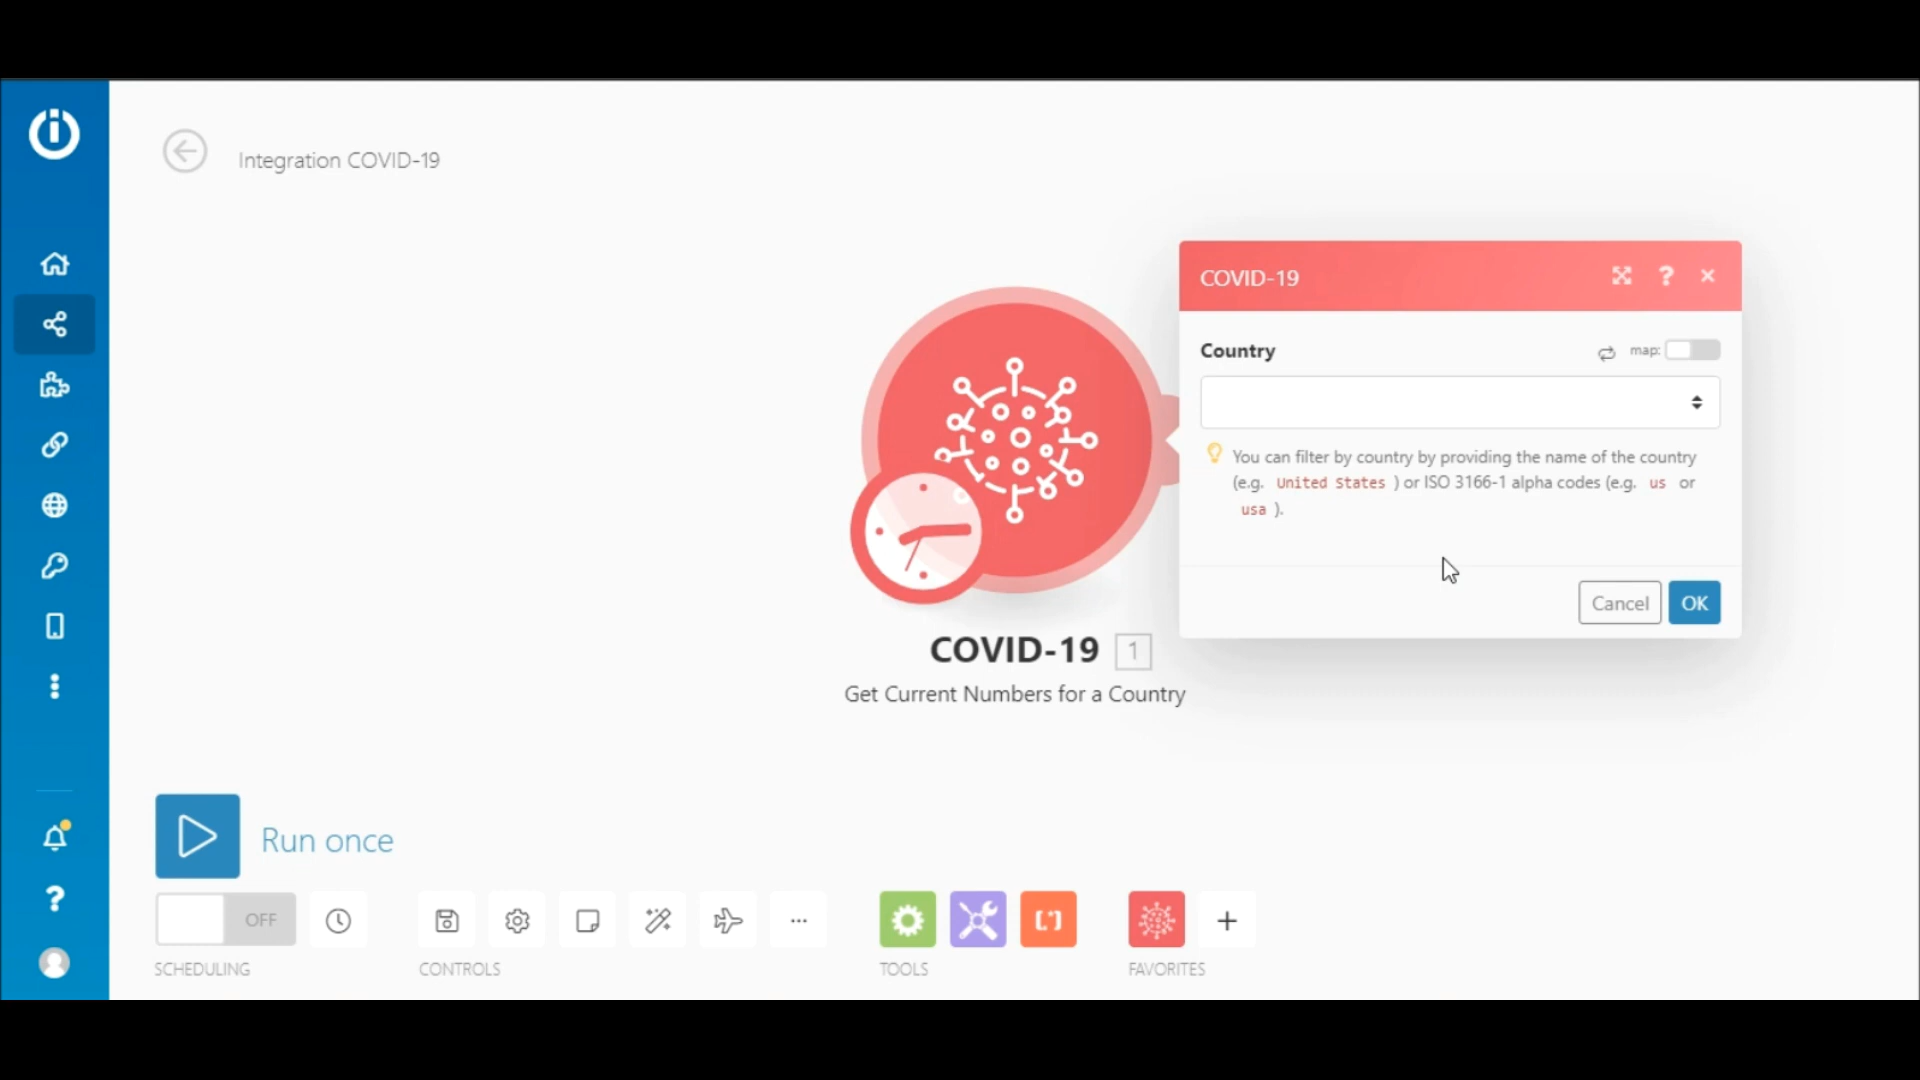 Integration COVID-19
COVID-19
Country
map:
You can filter by country by providing the name of the country
(e.g. United States ) or ISO 3166-1 alpha codes (e.g. us or
usa ).
Cancel
OK
COVID-19 1
Get Current Numbers for a Country
Run once
OFF
SCHEDULING
CONTROLS
TOOLS
FAVORITES